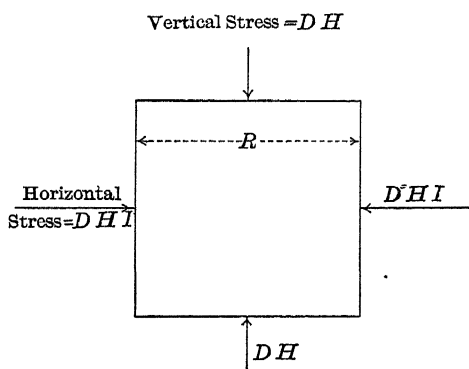 Vertical Stress = D H
R
Horizontal
Stress = D H I
D H I
D H